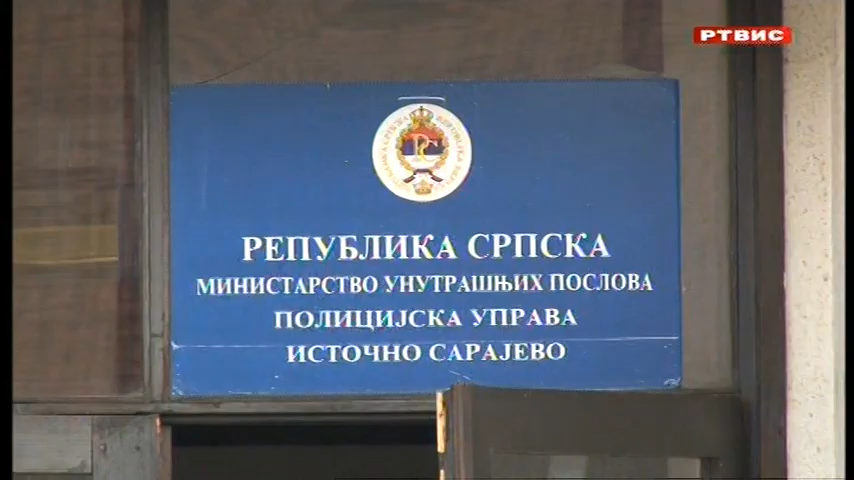 РТВИС
РЕПУБЛИКА СРПСКА
МИНИСТАРСТВО УНУТРАШЊИХ ПОСЛОВА
ПОЛИЦИЈСКА УПРАВА
ИСТОЧНО САРАЈЕВО